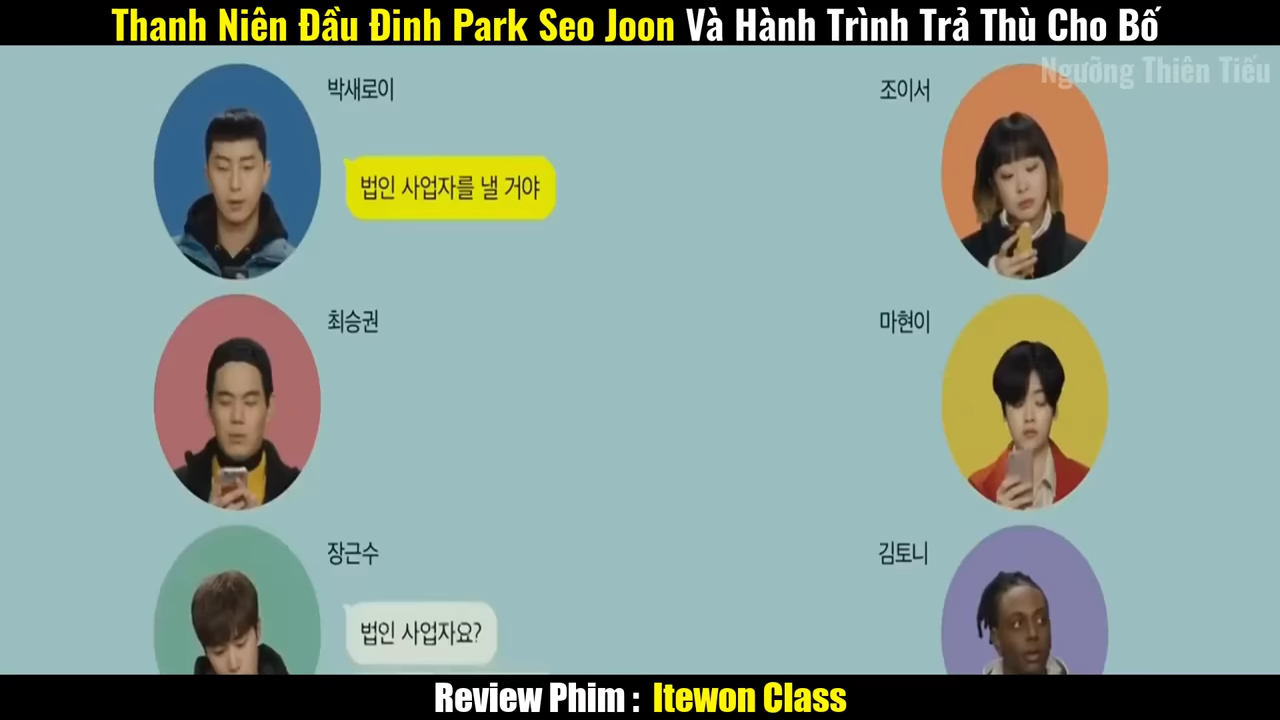 Thanh Niên Đầu Đinh Park Seo Joon Và Hành Trình Trả Thù Cho Bố
Ngưỡng Thiên Tiếu
박새로이
조이서
법인 사업자를 낼 거야
최승권
마현이
장근수
김토니
법인 사업자요?
Review Phim : Itewon Class